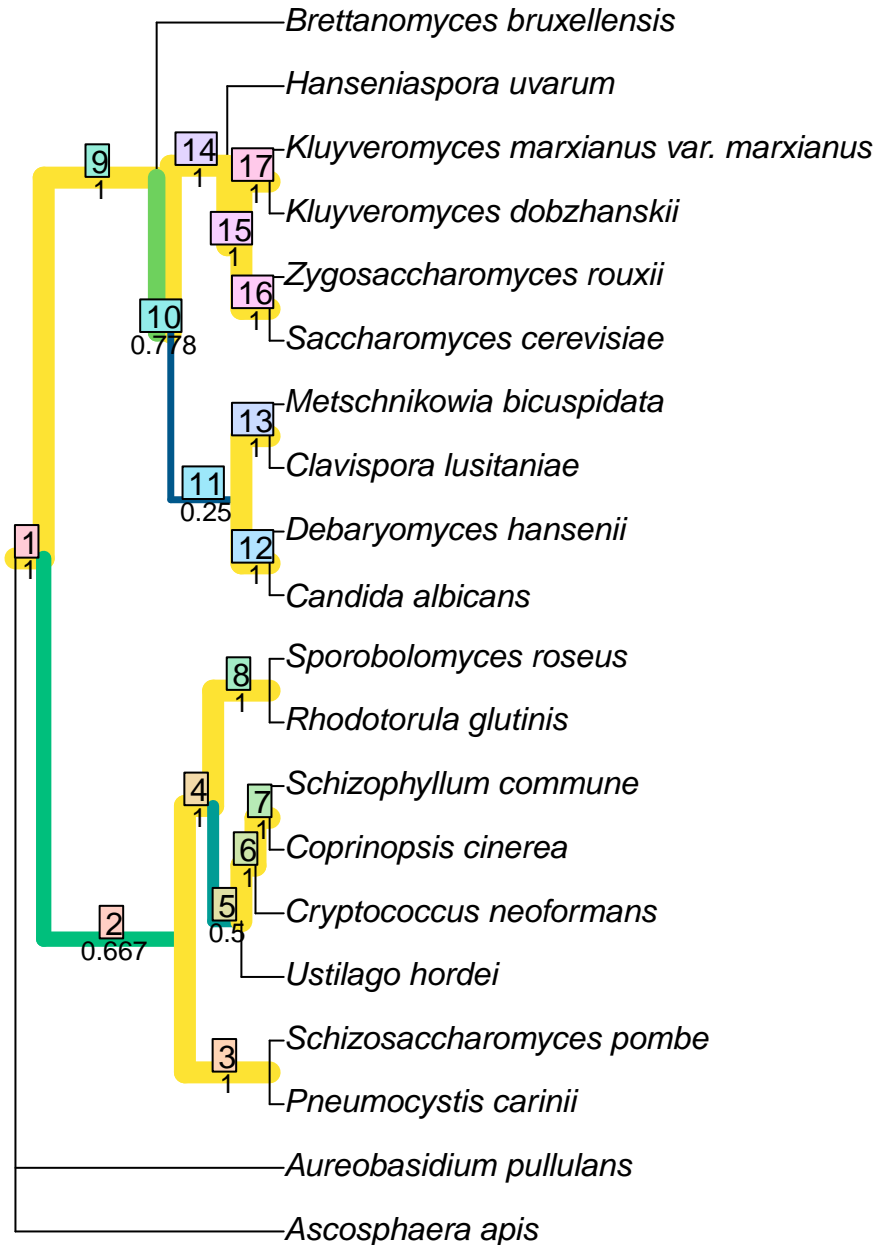 Brettanomyces bruxellensis
Hanseniaspora uvarum
14 Kluyveromyces marxianus var. marxianus
9 17
1 1 1
Kluyveromyces dobzhanskii
15
1
Zygosaccharomyces rouxii
16
10 1
0.778 Saccharomyces cerevisiae
Metschnikowia bicuspidata
13
1
Clavispora lusitaniae
11
0.25
Debaryomyces hansenii
1 12
1 1
Candida albicans
Sporobolomyces roseus
8
1
Rhodotorula glutinis
4 Schizophyllum commune
7
1 1
6 Coprinopsis cinerea
1
5 Cryptococcus neoformans
2 0.5
0.667
Ustilago hordei
Schizosaccharomyces pombe
3
1
Pneumocystis carinii
Aureobasidium pullulans
Ascosphaera apis